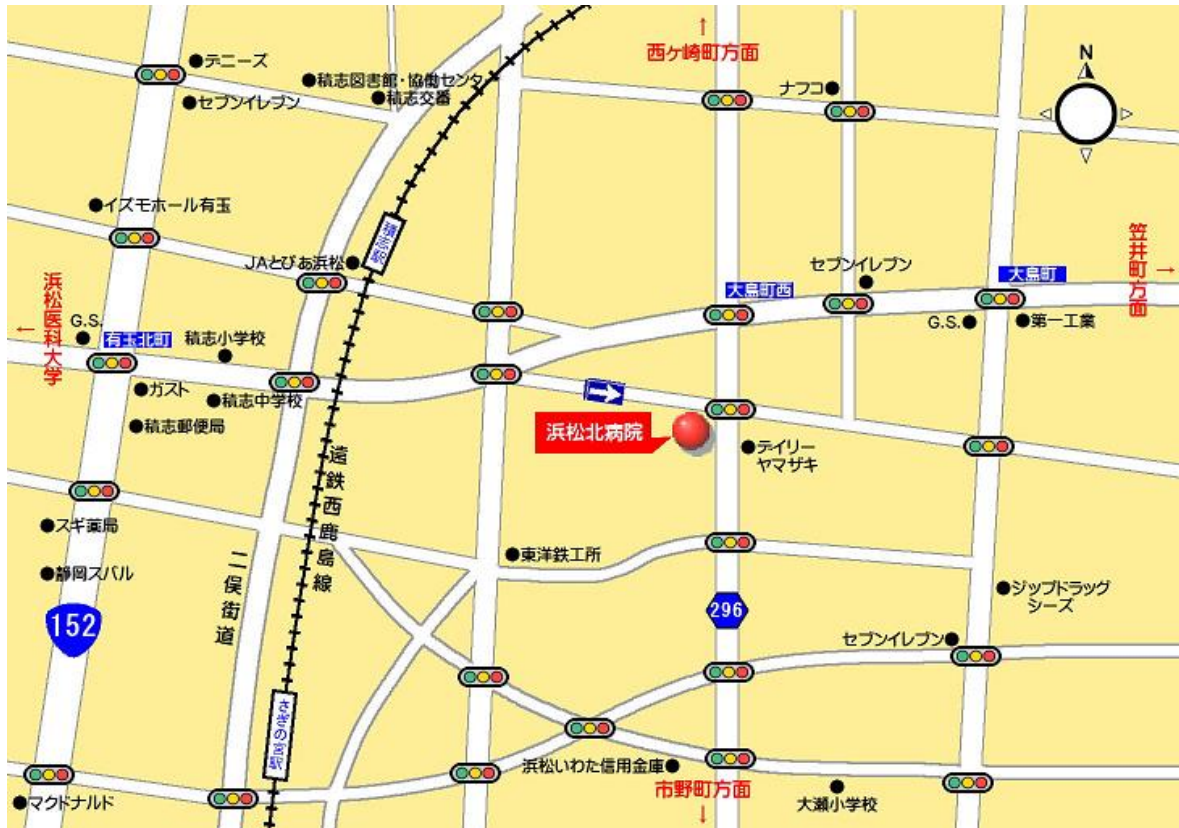 西ヶ崎町方面
N
デニーズ
積志図書館・協働センタ
積志交番
セブンイレブン
ナフコ
イズモホール有玉
積志駅
JAとぴあ浜松
セブンイレブン
笠井町方面
大島町西
大島町
浜松医科大学
G.S.
有玉北町
積志小学校
G.S.
第一工業
ガスト
積志中学校
積志郵便局
浜松北病院
デイリー
ヤマザキ
遠鉄西鹿島線
スギ薬局
静岡スバル
二俣街道
東洋鉄工所
ジップドラッグ
シーズ
152
296
セブンイレブン
さぎの宮駅
浜松いわた信用金庫
市野町方面
大瀬小学校
マクドナルド